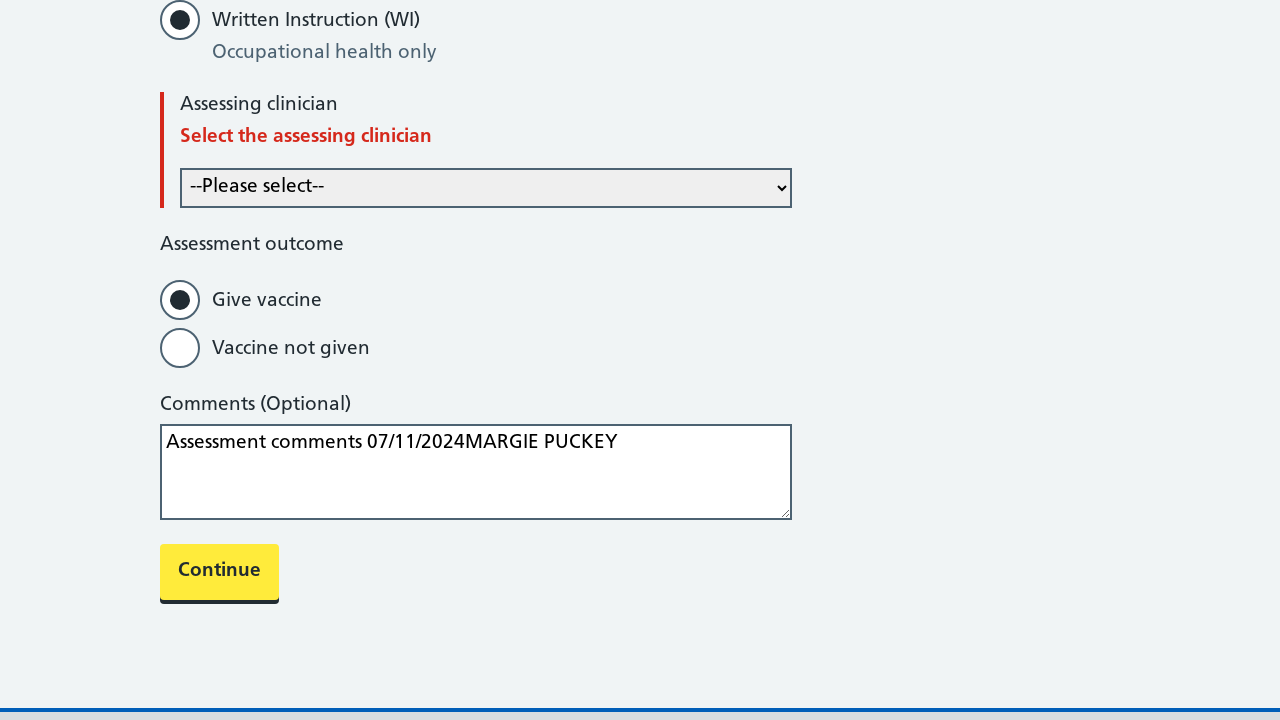 Written Instruction (WI)
Occupational health only
Assessing clinician
Select the assessing clinician
--Please select--
Assessment outcome
Give vaccine
Vaccine not given
Comments (Optional)
Assessment comments 07/11/2024MARGIE PUCKEY
Continue